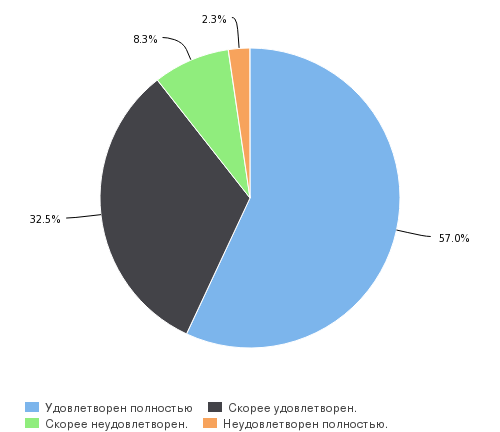 2.3%
8.3%
32.5%
57.0%
Удовлетворен полностью Скорее удовлетворен.
Скорее неудовлетворен. Неудовлетворен полностью.